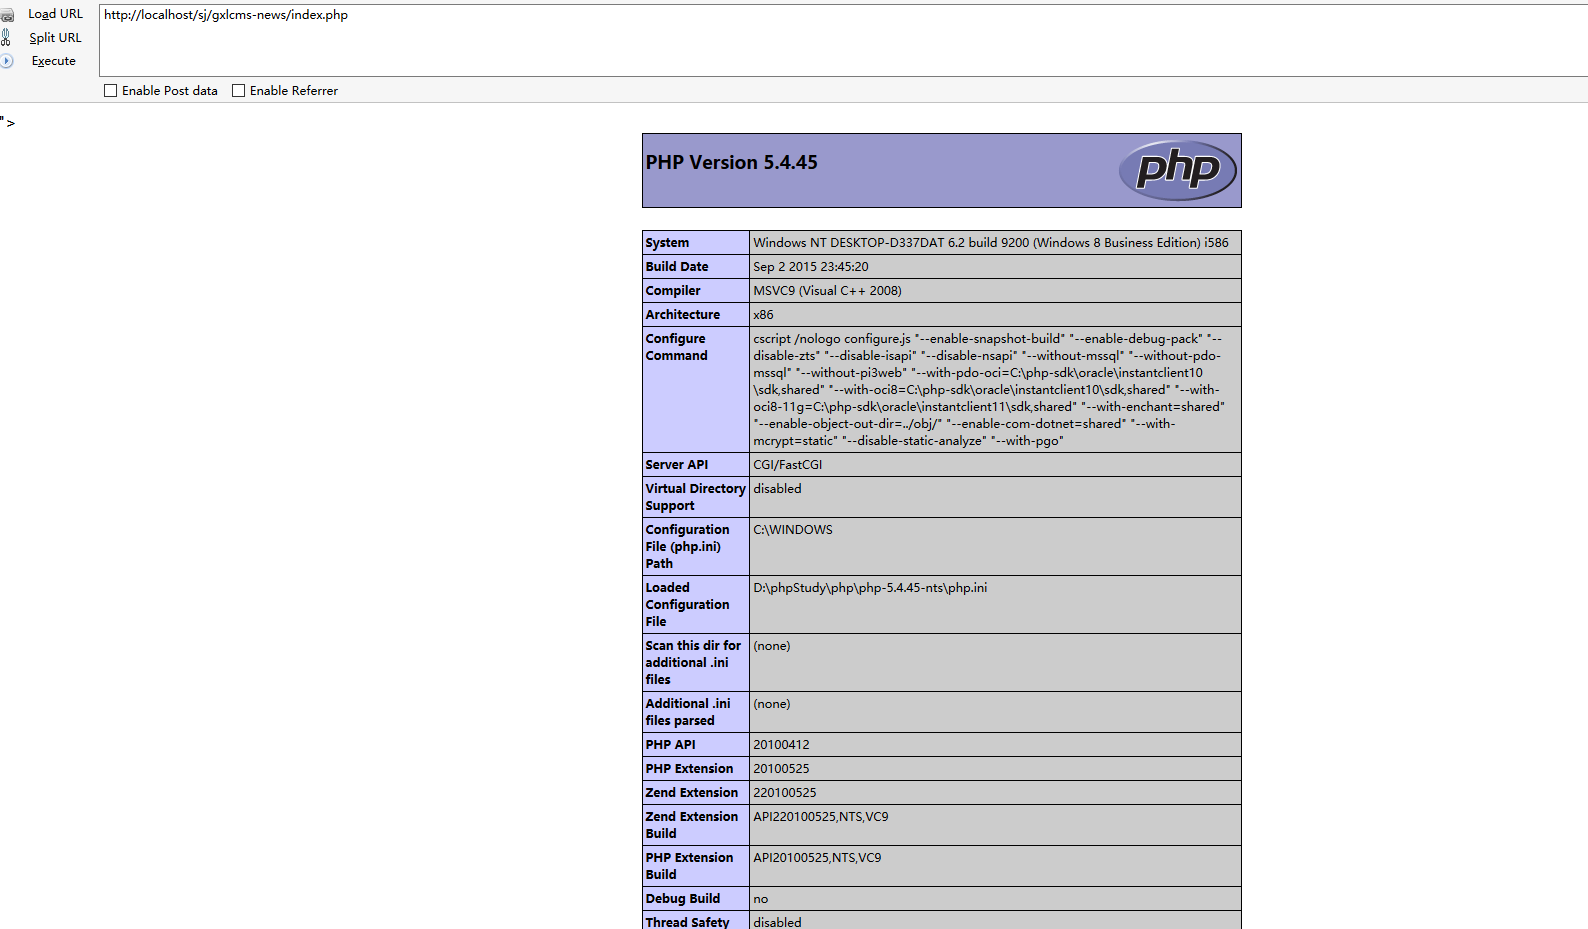 Load URL
http://localhost/sj/gxlcms-news/index.php
Split URL
Execute
Enable Post data
Enable Referrer
">
PHP Version 5.4.45
php
System
Windows NT DESKTOP-D337DAT 6.2 build 9200 (Windows 8 Business Edition) i586
Build Date
Sep 2 2015 23:45:20
Compiler
MSVC9 (Visual C++ 2008)
Architecture
x86
Configure
Command
cscript /nologo configure.js "--enable-snapshot-build" "--enable-debug-pack" "--
disable-zts" "--disable-isapi" "--disable-nsapi" "--without-mssql" "--without-pdo-
mssql" "--without-pi3web" "--with-pdo-oci=C:\php-sdk\oracle\instantclient10
\sdk,shared" "--with-oci8=C:\php-sdk\oracle\instantclient10\sdk,shared" "--with-
oci8-11g=C:\php-sdk\oracle\instantclient11\sdk,shared" "--with-enchant=shared"
"--enable-object-out-dir=../obj/" "--enable-com-dotnet=shared" "--with-
mcrypt=static" "--disable-static-analyze" "--with-pgo"
Server API
CGI/FastCGI
Virtual Directory
Support
disabled
Configuration
File (php.ini)
Path
C:\WINDOWS
Loaded
Configuration
File
D:\phpStudy\php\php-5.4.45-nts\php.ini
Scan this dir for
additional .ini
files
(none)
Additional .ini
files parsed
(none)
PHP API
20100412
PHP Extension
20100525
Zend Extension
220100525
Zend Extension
Build
API220100525,NTS,VC9
PHP Extension
Build
API20100525,NTS,VC9
Debug Build
no
Thread Safety
disabled